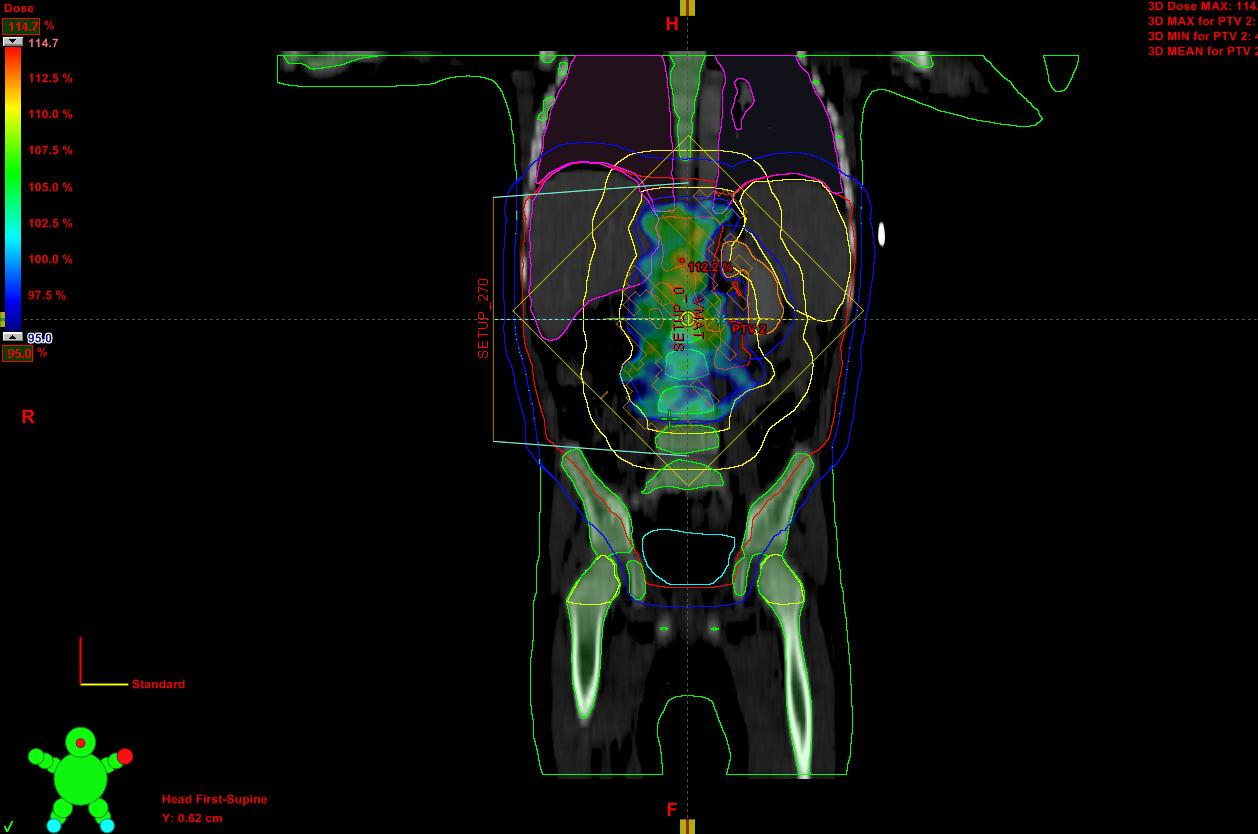 Dose
114.7 %
114.7
112.5 %
110.0 %
107.5 %
105.0 %
102.5 %
100.0 %
97.5 %
95.0
95.0 %
H
3D Dose MAX: 114
3D MAX for PTV 2:
3D MIN for PTV 2:
3D MEAN for PTV 2
SETUP_270
112.2 %
SETUP_0
PTV 2
R
Standard
Head First-Supine
Y: 0.62 cm
F